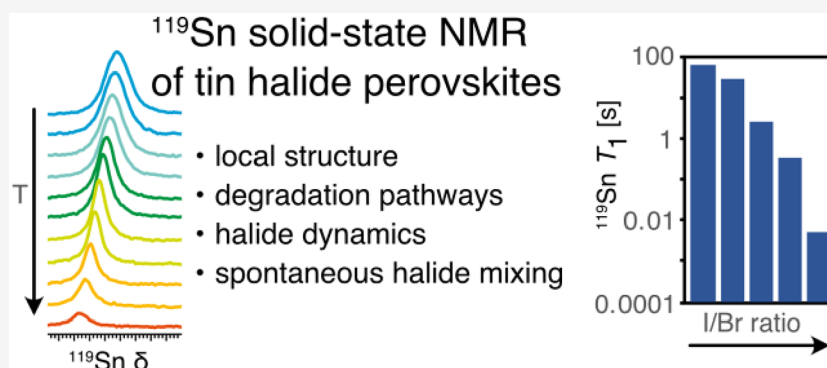 ¹¹⁹Sn solid-state NMR
of tin halide perovskites
• local structure
• degradation pathways
• halide dynamics
• spontaneous halide mixing
T
¹¹⁹Sn δ
¹¹⁹Sn T₁ [s]
100
1
0.01
0.0001
I/Br ratio